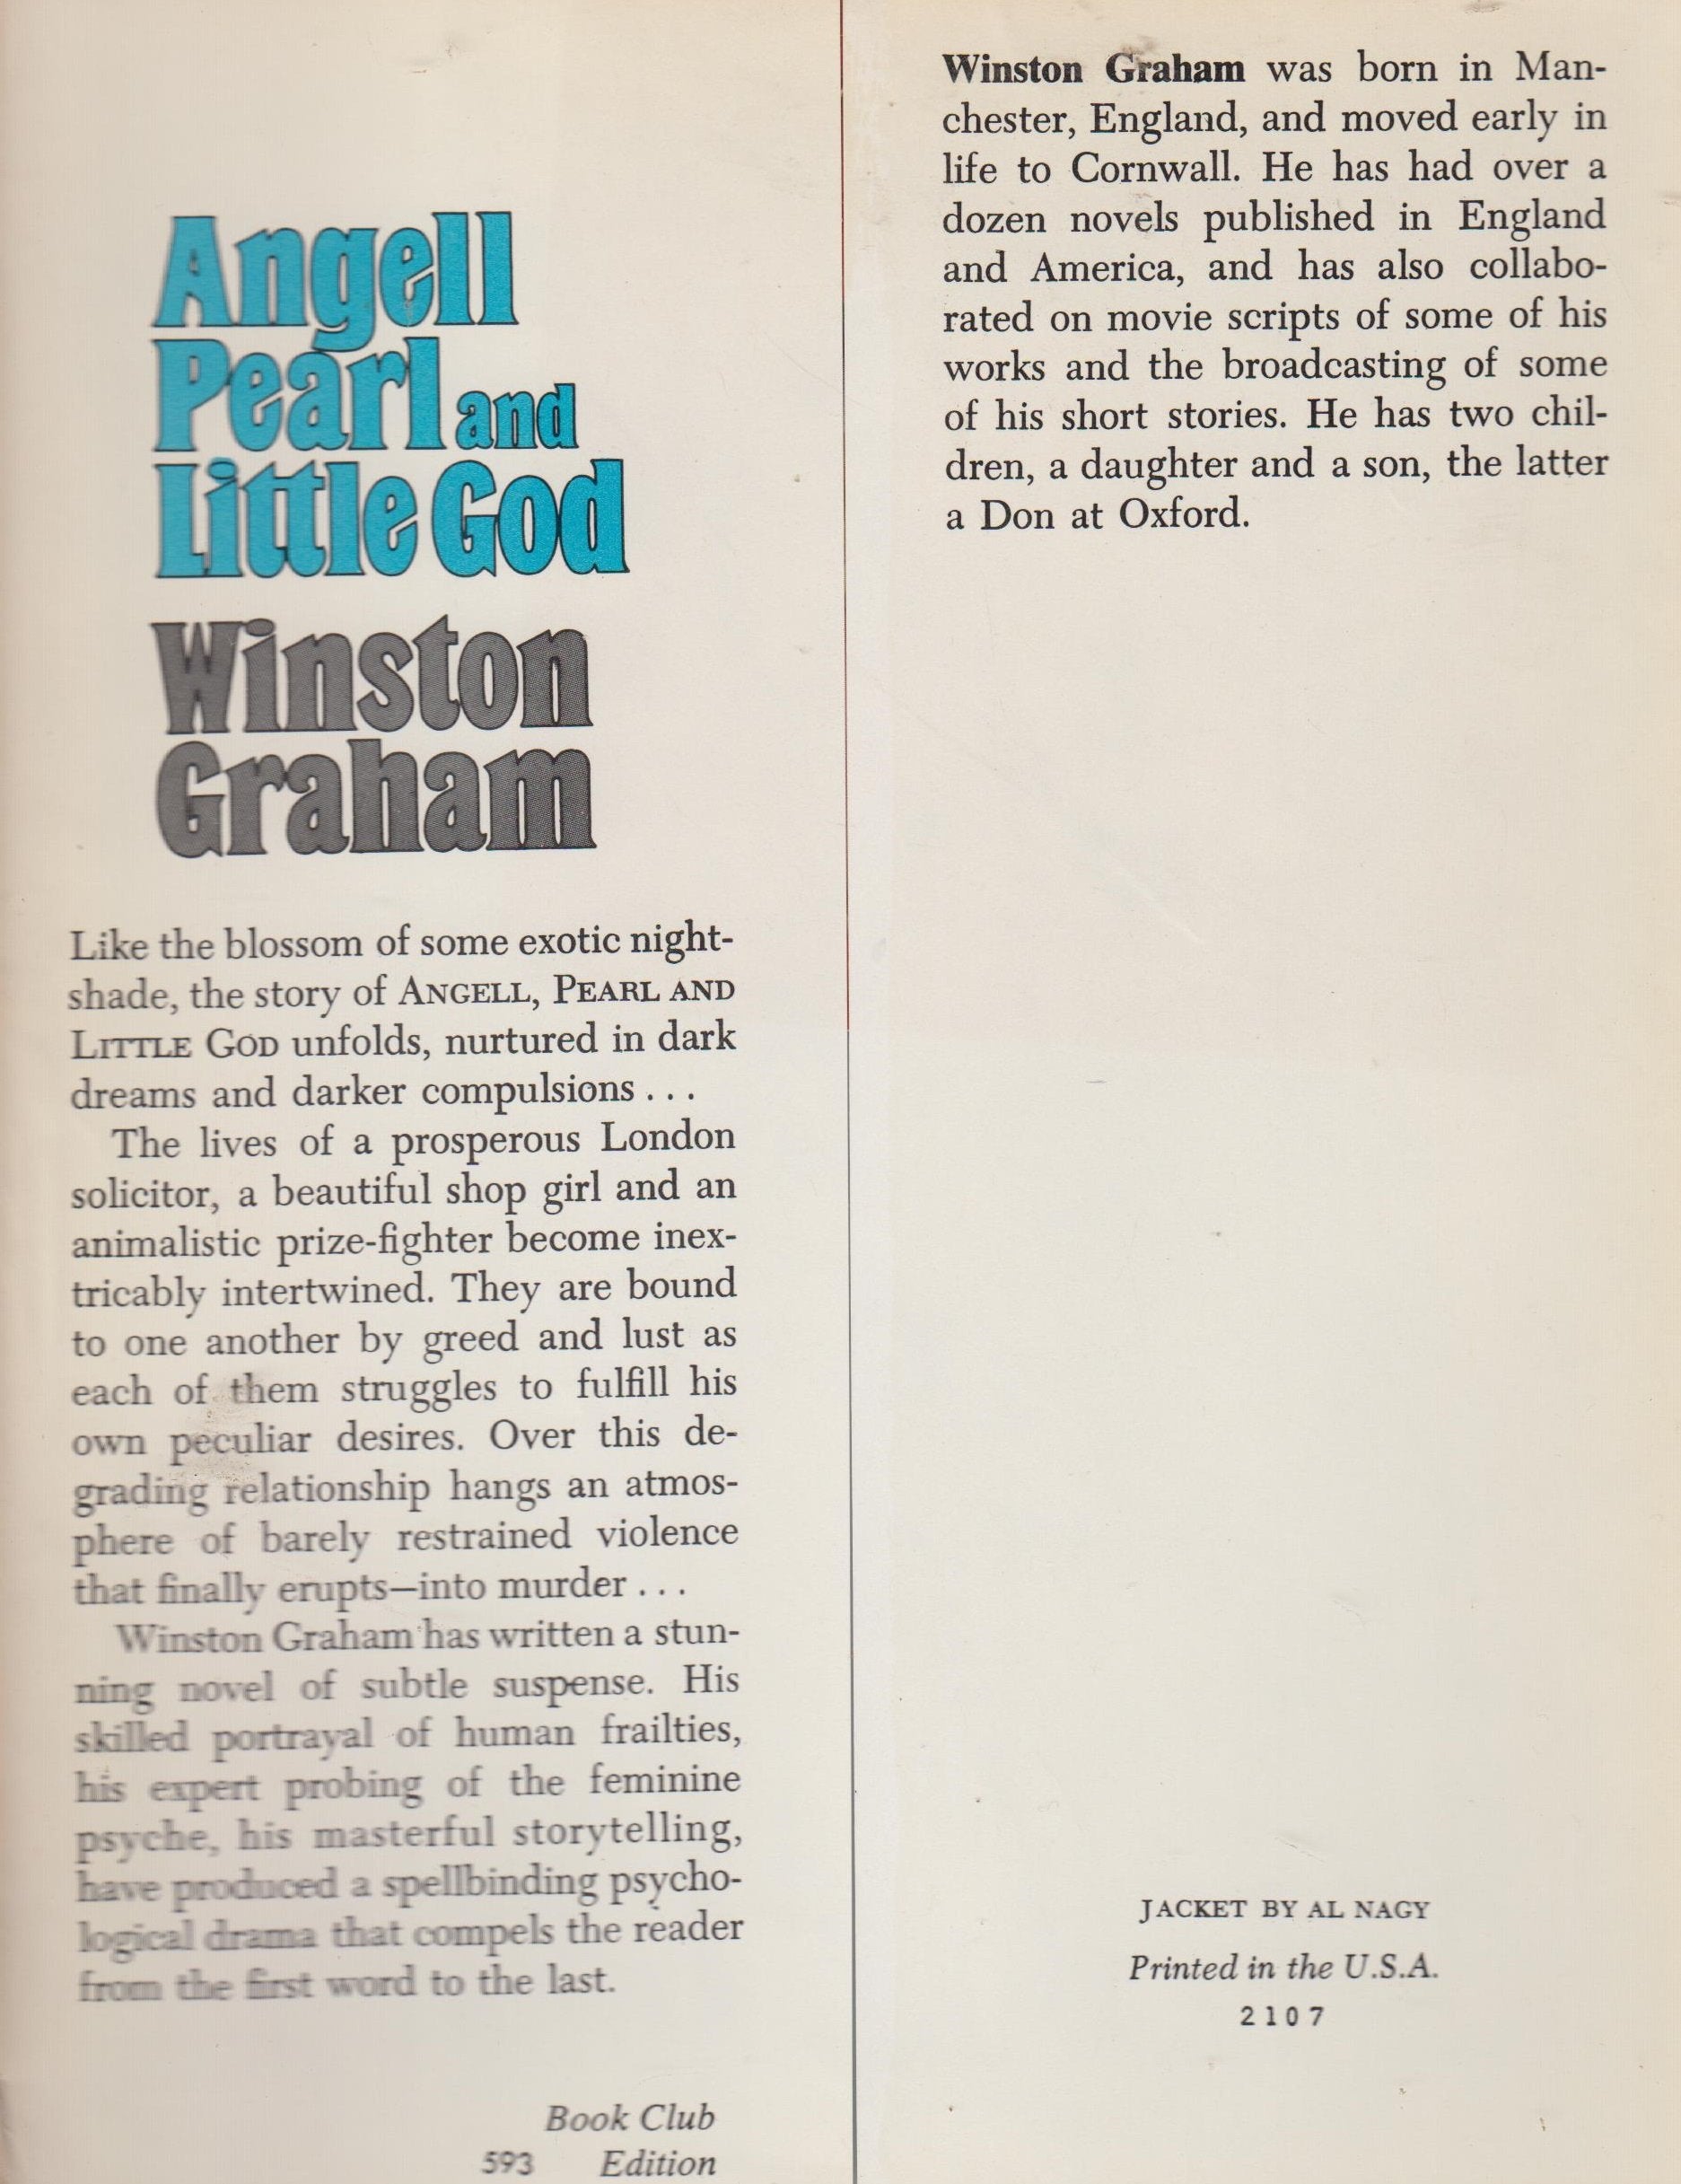 Angell
Pearl and
Little God
Winston
Graham
Like the blossom of some exotic night-
shade, the story of ANGELL, PEARL AND
LITTLE GOD unfolds, nurtured in dark
dreams and darker compulsions . . .
The lives of a prosperous London
solicitor, a beautiful shop girl and an
animalistic prize-fighter become inex-
tricably intertwined. They are bound
to one another by greed and lust as
each of them struggles to fulfill his
own peculiar desires. Over this de-
grading relationship hangs an atmos-
phere of barely restrained violence
that finally erupts—into murder . . .
Winston Graham has written a stun-
ning novel of subtle suspense. His
skilled portrayal of human frailties,
his expert probing of the feminine
psyche, his masterful storytelling,
have produced a spellbinding psycho-
logical drama that compels the reader
from the first word to the last.
Book Club
593 Edition
Winston Graham was born in Man-
chester, England, and moved early in
life to Cornwall. He has had over a
dozen novels published in England
and America, and has also collabo-
rated on movie scripts of some of his
works and the broadcasting of some
of his short stories. He has two chil-
dren, a daughter and a son, the latter
a Don at Oxford.
JACKET BY AL NAGY
Printed in the U.S.A.
2107